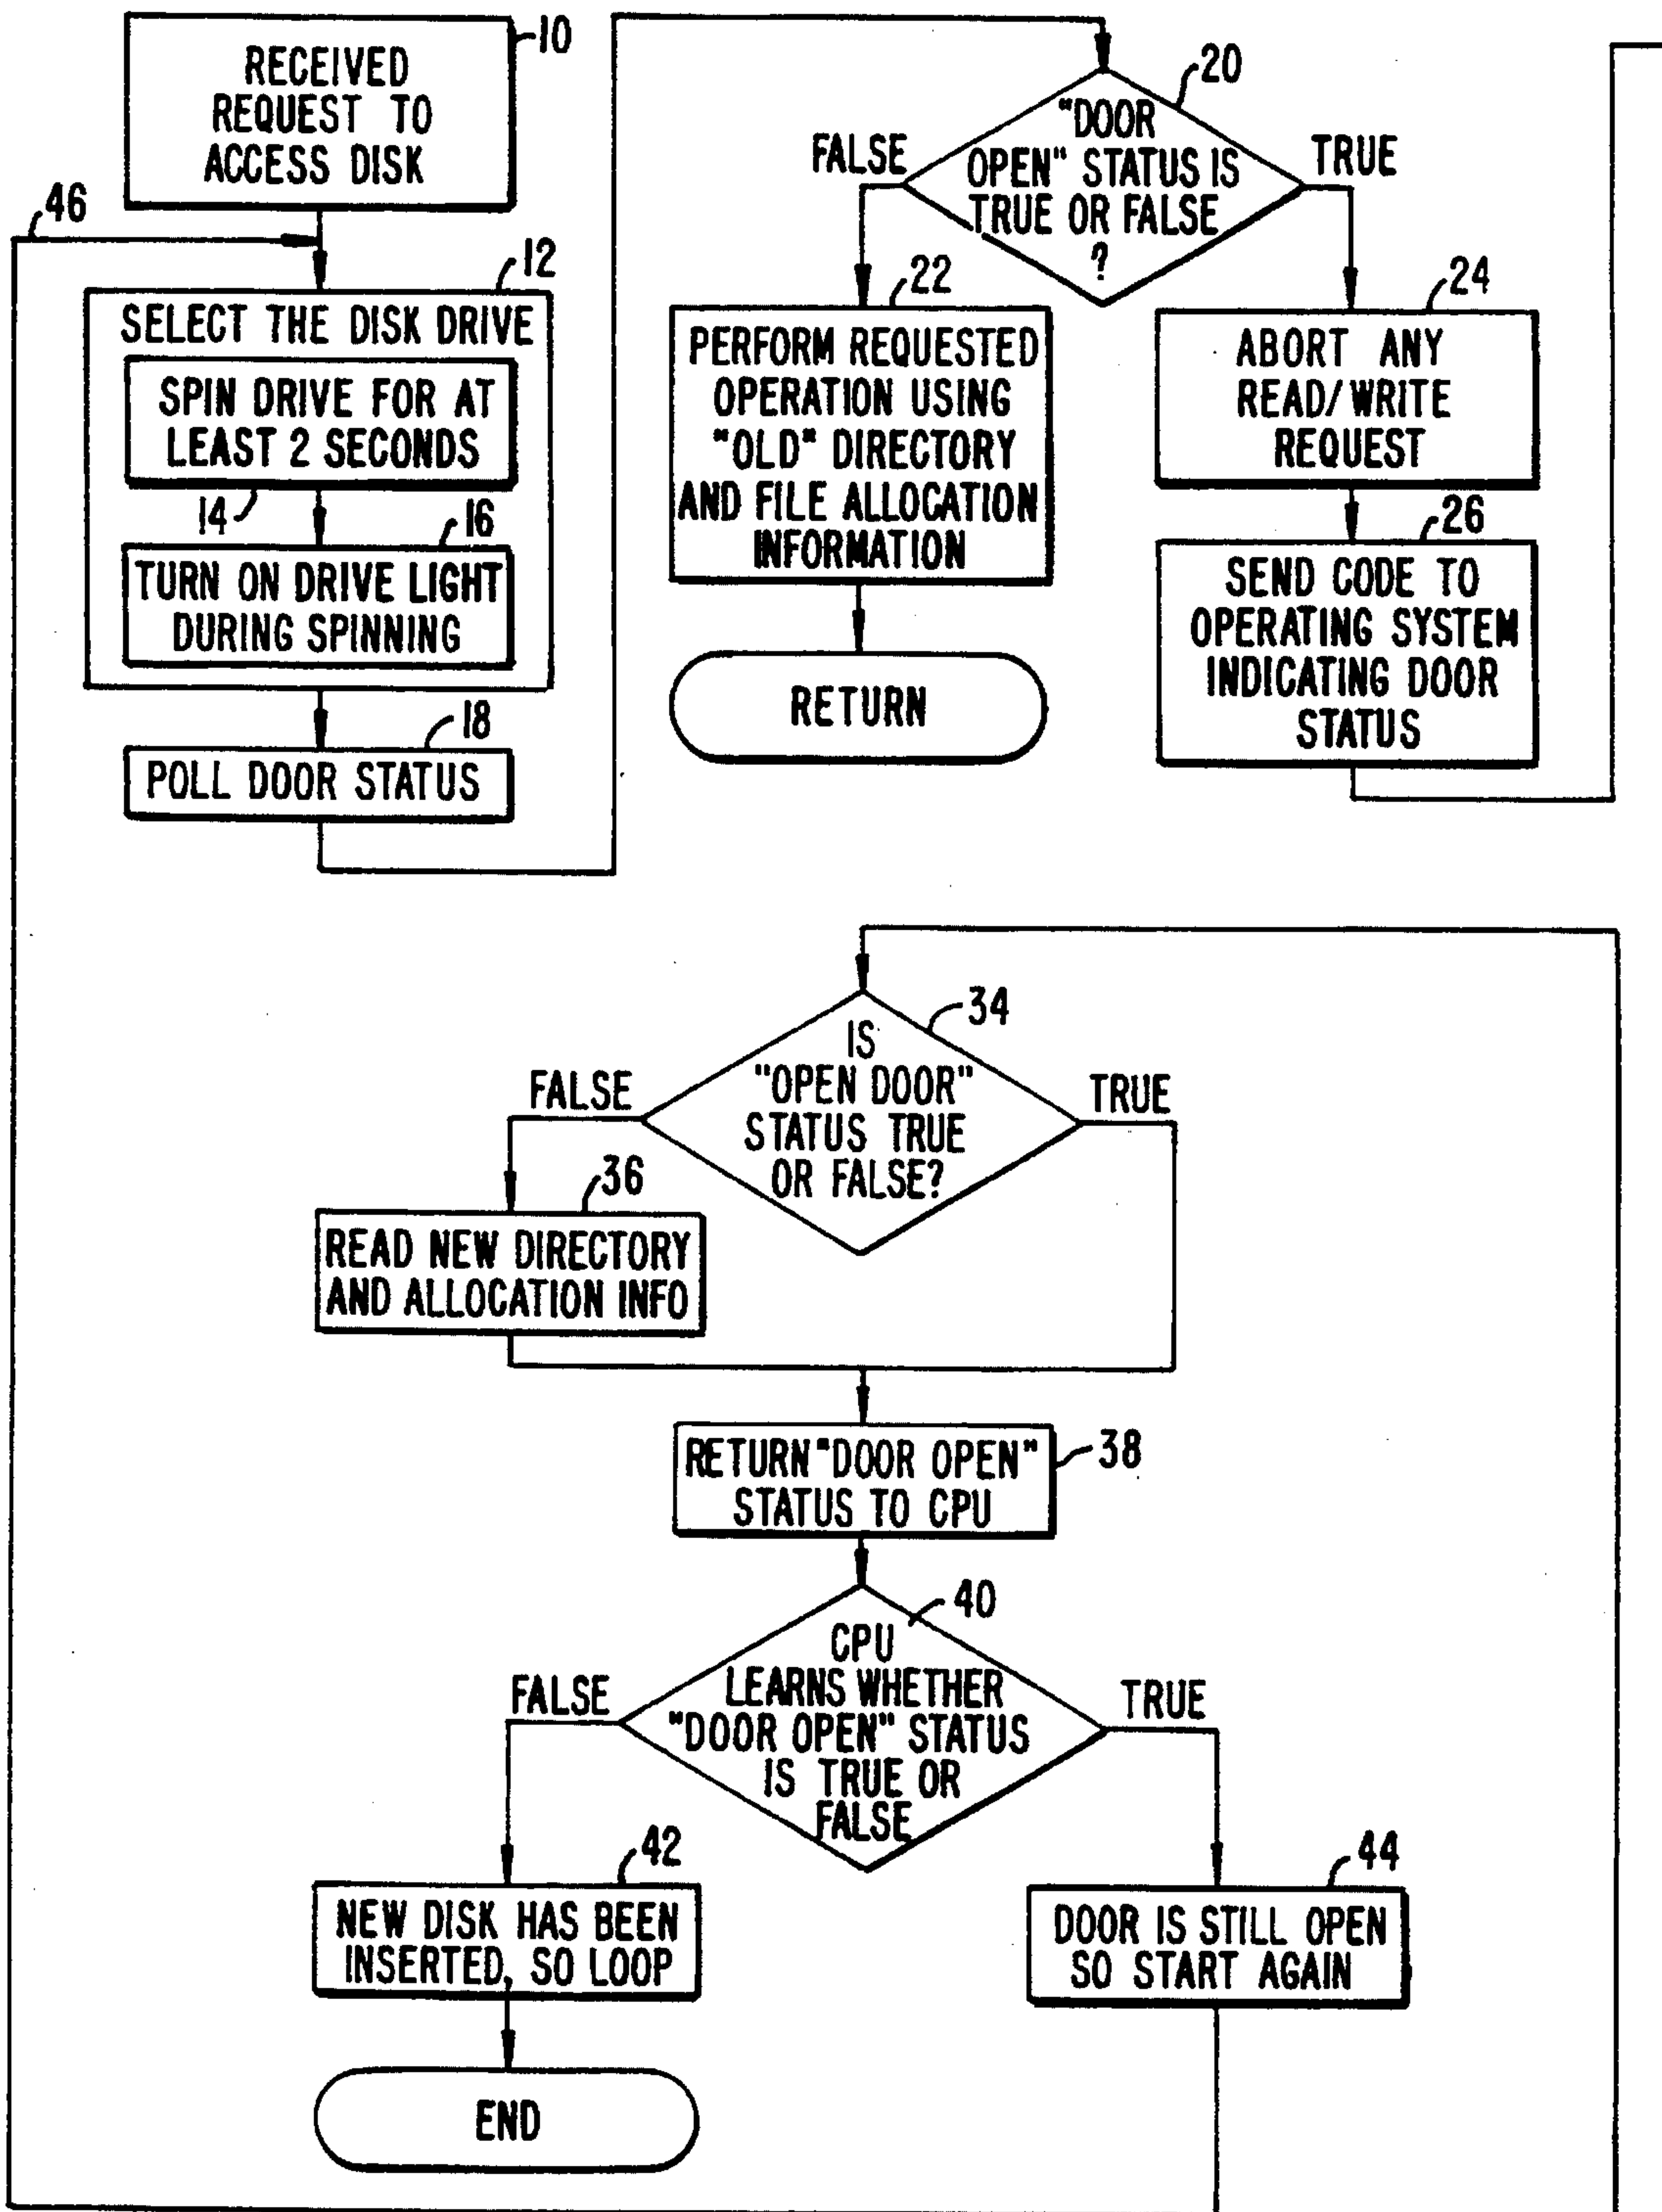 RECEIVED
REQUEST TO
ACCESS DISK
10
46
12
SELECT THE DISK DRIVE
SPIN DRIVE FOR AT
LEAST 2 SECONDS
14
16
TURN ON DRIVE LIGHT
DURING SPINNING
18
POLL DOOR STATUS
20
"DOOR
OPEN" STATUS IS
TRUE OR FALSE
?
FALSE
TRUE
22
PERFORM REQUESTED
OPERATION USING
"OLD" DIRECTORY
AND FILE ALLOCATION
INFORMATION
RETURN
24
ABORT ANY
READ/WRITE
REQUEST
26
SEND CODE TO
OPERATING SYSTEM
INDICATING DOOR
STATUS
34
IS
"OPEN DOOR"
STATUS TRUE
OR FALSE?
FALSE
TRUE
36
READ NEW DIRECTORY
AND ALLOCATION INFO
RETURN "DOOR OPEN"
STATUS TO CPU
38
40
CPU
LEARNS WHETHER
"DOOR OPEN" STATUS
IS TRUE OR
FALSE
FALSE
TRUE
42
NEW DISK HAS BEEN
INSERTED, SO LOOP
END
44
DOOR IS STILL OPEN
SO START AGAIN